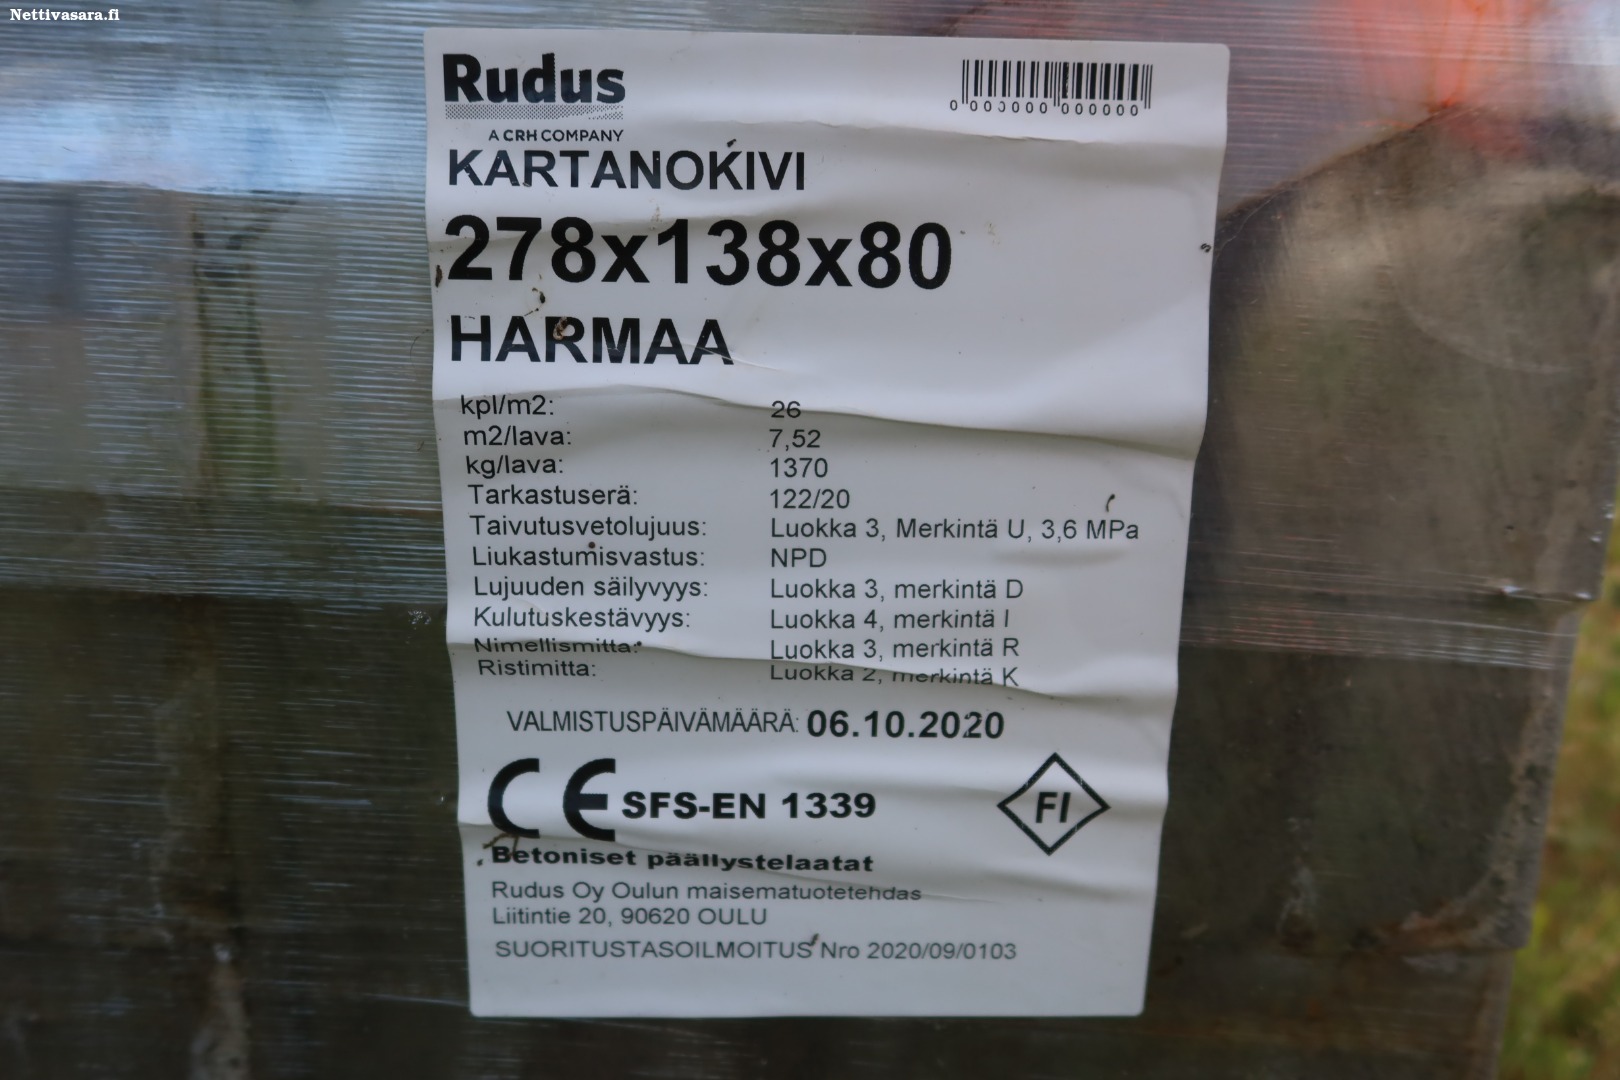 Nettivasara.fi
Rudus
A CRH COMPANY
0 000000 000000
KARTANOKIVI
278x138x80
HARMAA
kpl/m2: 26
m2/lava: 7,52
kg/lava: 1370
Tarkastuserä: 122/20
Taivutusvetolujuus: Luokka 3, Merkintä U, 3,6 MPa
Liukastumisvastus: NPD
Lujuuden säilyvyys: Luokka 3, merkintä D
Kulutuskestävyys: Luokka 4, merkintä I
Nimellismitta: Luokka 3, merkintä R
Ristimitta: Luokka 2, merkintä K
VALMISTUSPÄIVÄMÄÄRÄ: 06.10.2020
CE SFS-EN 1339
FI
Betoniset päällystelaatat
Rudus Oy Oulun maisematuotetehdas
Liitintie 20, 90620 OULU
SUORITUSTASOILMOITUS Nro 2020/09/0103